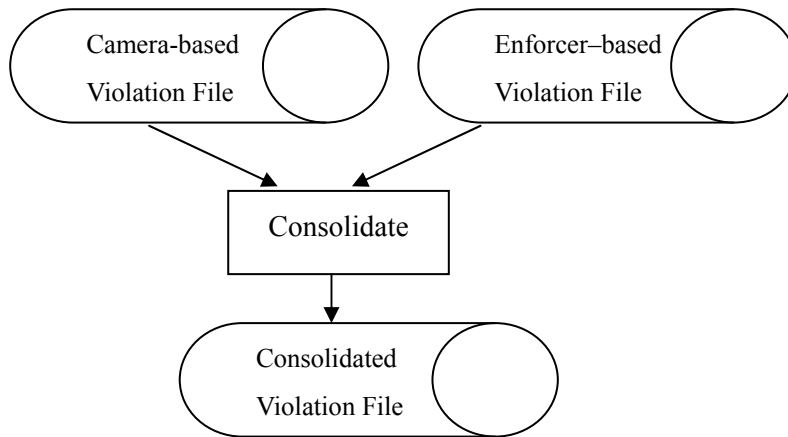 Camera-based
Violation File
Enforcer–based
Violation File
Consolidate
Consolidated
Violation File